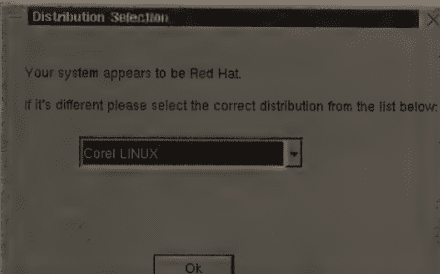 Distribution Selection
Your system appears to be Red Hat.
If it's different please select the correct distribution from the list below:
Corel LINUX
Ok